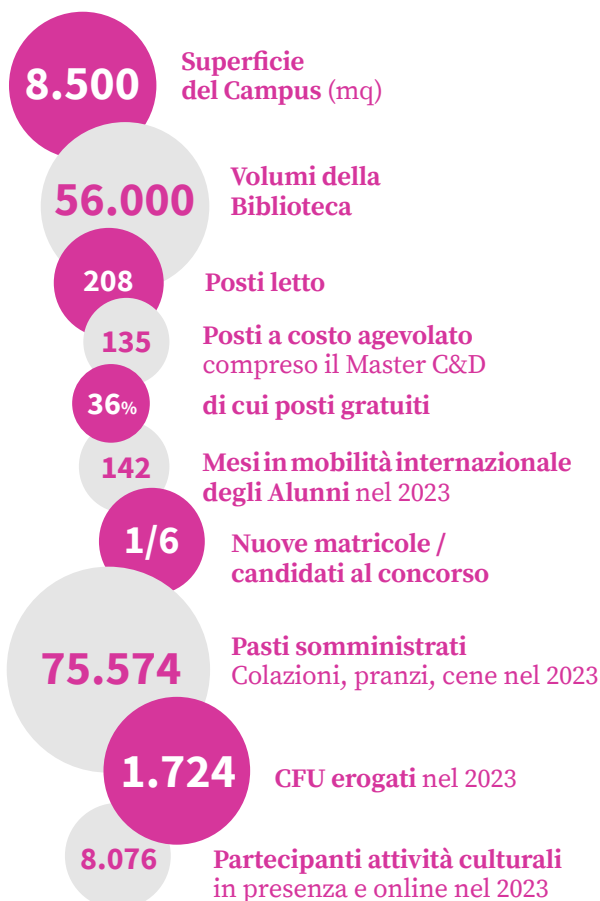 8.500
Superficie
del Campus (mq)
56.000
Volumi della
Biblioteca
208
Posti letto
135
Posti a costo agevolato
compreso il Master C&D
36%
di cui posti gratuiti
142
Mesi in mobilità internazionale
degli Alunni nel 2023
1/6
Nuove matricole /
candidati al concorso
75.574
Pasti somministrati
Colazioni, pranzi, cene nel 2023
1.724
CFU erogati nel 2023
8.076
Partecipanti attività culturali
in presenza e online nel 2023